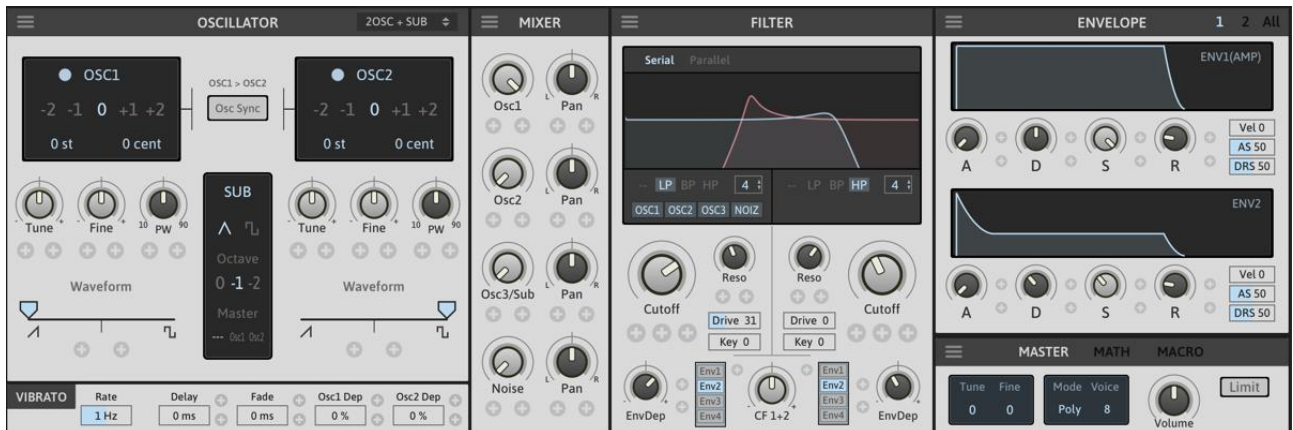 OSCILLATOR 2OSC + SUB
OSC1
-2 -1 0 +1 +2
0 st 0 cent
OSC1 > OSC2
Osc Sync
OSC2
-2 -1 0 +1 +2
0 st 0 cent
- Tune + - Fine + 10 PW 90
SUB
Octave
0 -1 -2
Master
--- Osc1 Osc2
- Tune + - Fine + 10 PW 90
Waveform
Waveform
VIBRATO
Rate
1 Hz
Delay
0 ms
Fade
0 ms
Osc1 Dep
0 %
Osc2 Dep
0 %
MIXER
Osc1 L Pan R
Osc2 L Pan R
Osc3/Sub L Pan R
Noise L Pan R
FILTER
Serial Parallel
-- LP BP HP 4
OSC1 OSC2 OSC3 NOIZ
-- LP BP HP 4
Cutoff
Reso
Drive 31
Key 0
Reso
Drive 0
Key 0
Cutoff
EnvDep
Env1
Env2
Env3
Env4
- CF 1+2 +
Env1
Env2
Env3
Env4
EnvDep
ENVELOPE 1 2 All
ENV1(AMP)
A D S R
Vel 0
AS 50
DRS 50
ENV2
A D S R
Vel 0
AS 50
DRS 50
MASTER MATH MACRO
Tune Fine
0 0
Mode Voice
Poly 8
Volume
Limit